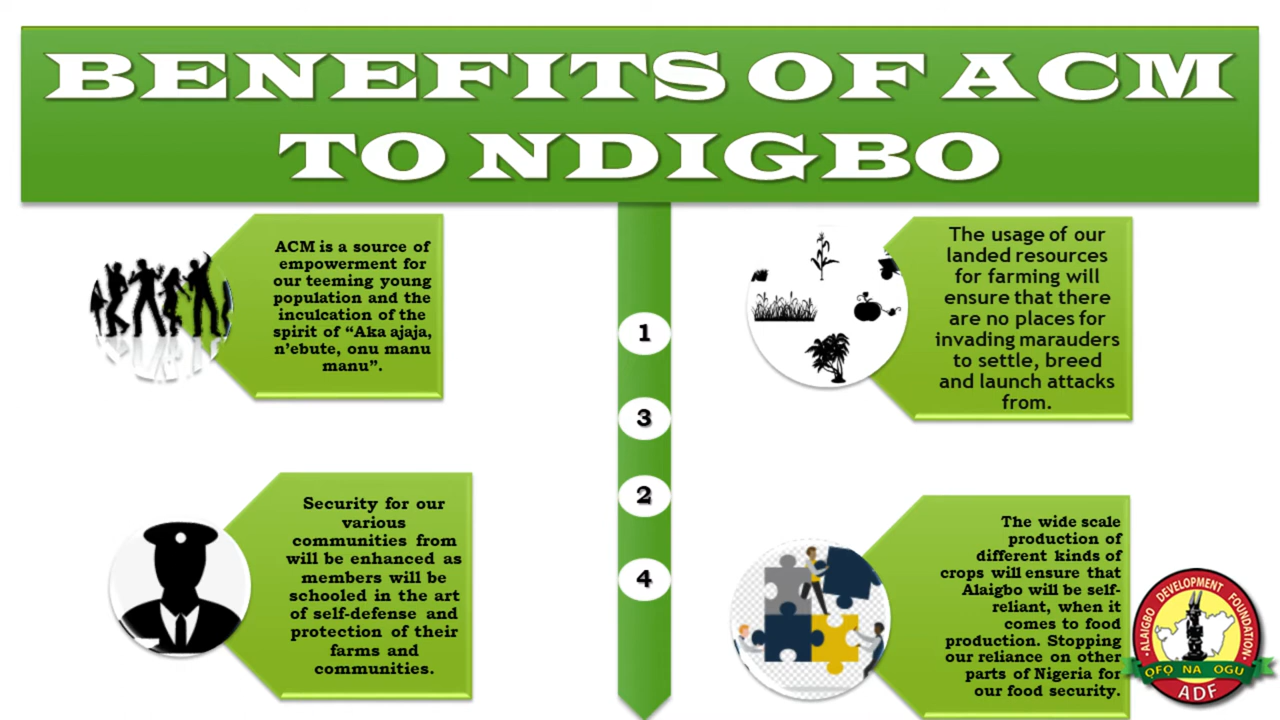 BENEFITS OF ACM
TO NDIGBO
ACM is a source of
empowerment for
our teeming young
population and the
inculcation of the
spirit of “Aka ajaja,
n’ebute, onu manu
manu”.
The usage of our
landed resources
for farming will
ensure that there
are no places for
invading marauders
to settle, breed
and launch attacks
from.
1
3
2
4
Security for our
various
communities from
will be enhanced as
members will be
schooled in the art
of self-defense and
protection of their
farms and
communities.
The wide scale
production of
different kinds of
crops will ensure that
Alaigbo will be self-
reliant, when it
comes to food
production. Stopping
our reliance on other
parts of Nigeria for
our food security.
ALAIGBO DEVELOPMENT FOUNDATION
ỌFỌ NA OGU
ADF